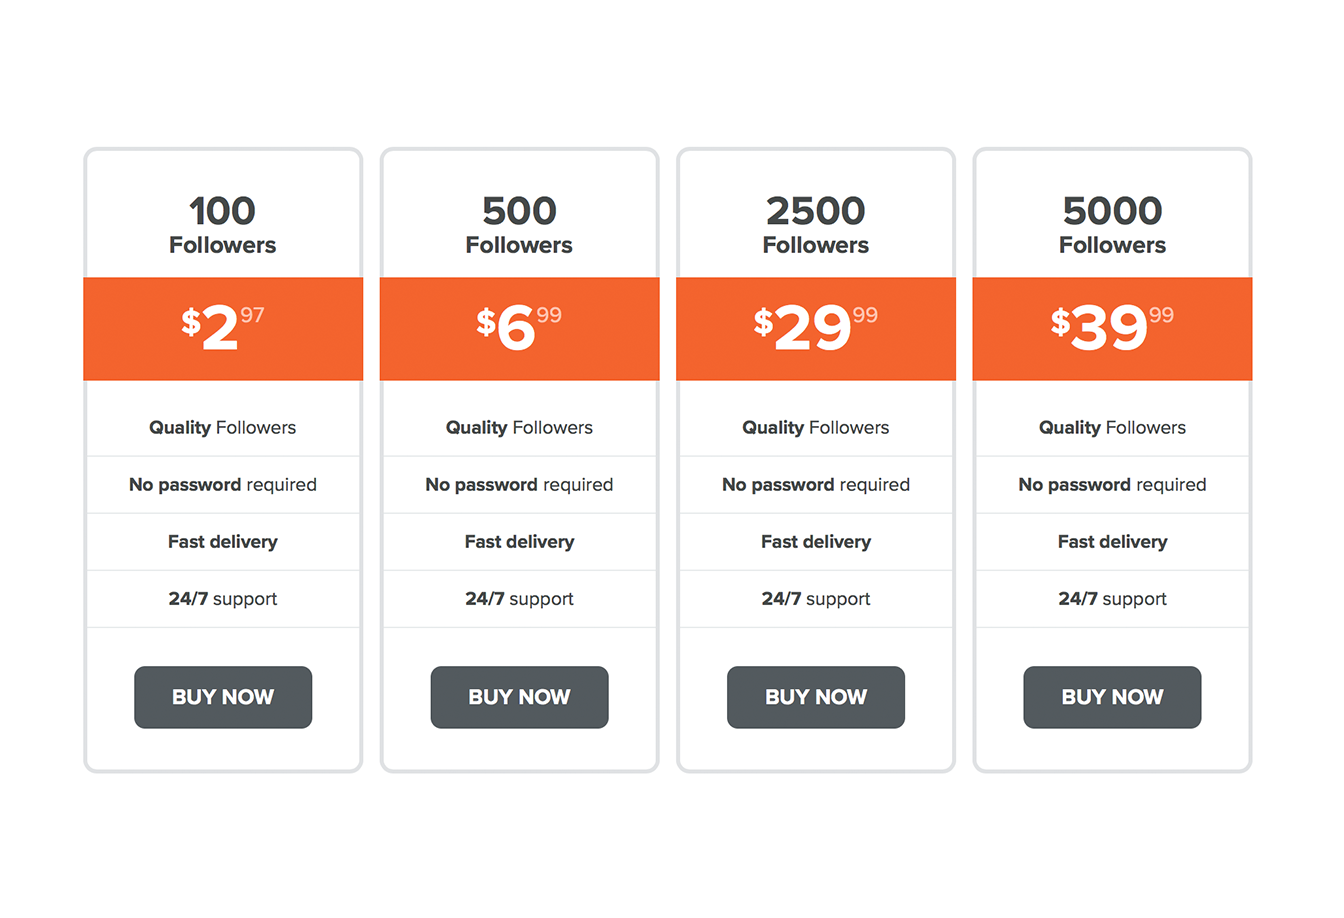 100
Followers
$2 97
Quality Followers
No password required
Fast delivery
24/7 support
BUY NOW
500
Followers
$6 99
Quality Followers
No password required
Fast delivery
24/7 support
BUY NOW
2500
Followers
$29 99
Quality Followers
No password required
Fast delivery
24/7 support
BUY NOW
5000
Followers
$39 99
Quality Followers
No password required
Fast delivery
24/7 support
BUY NOW